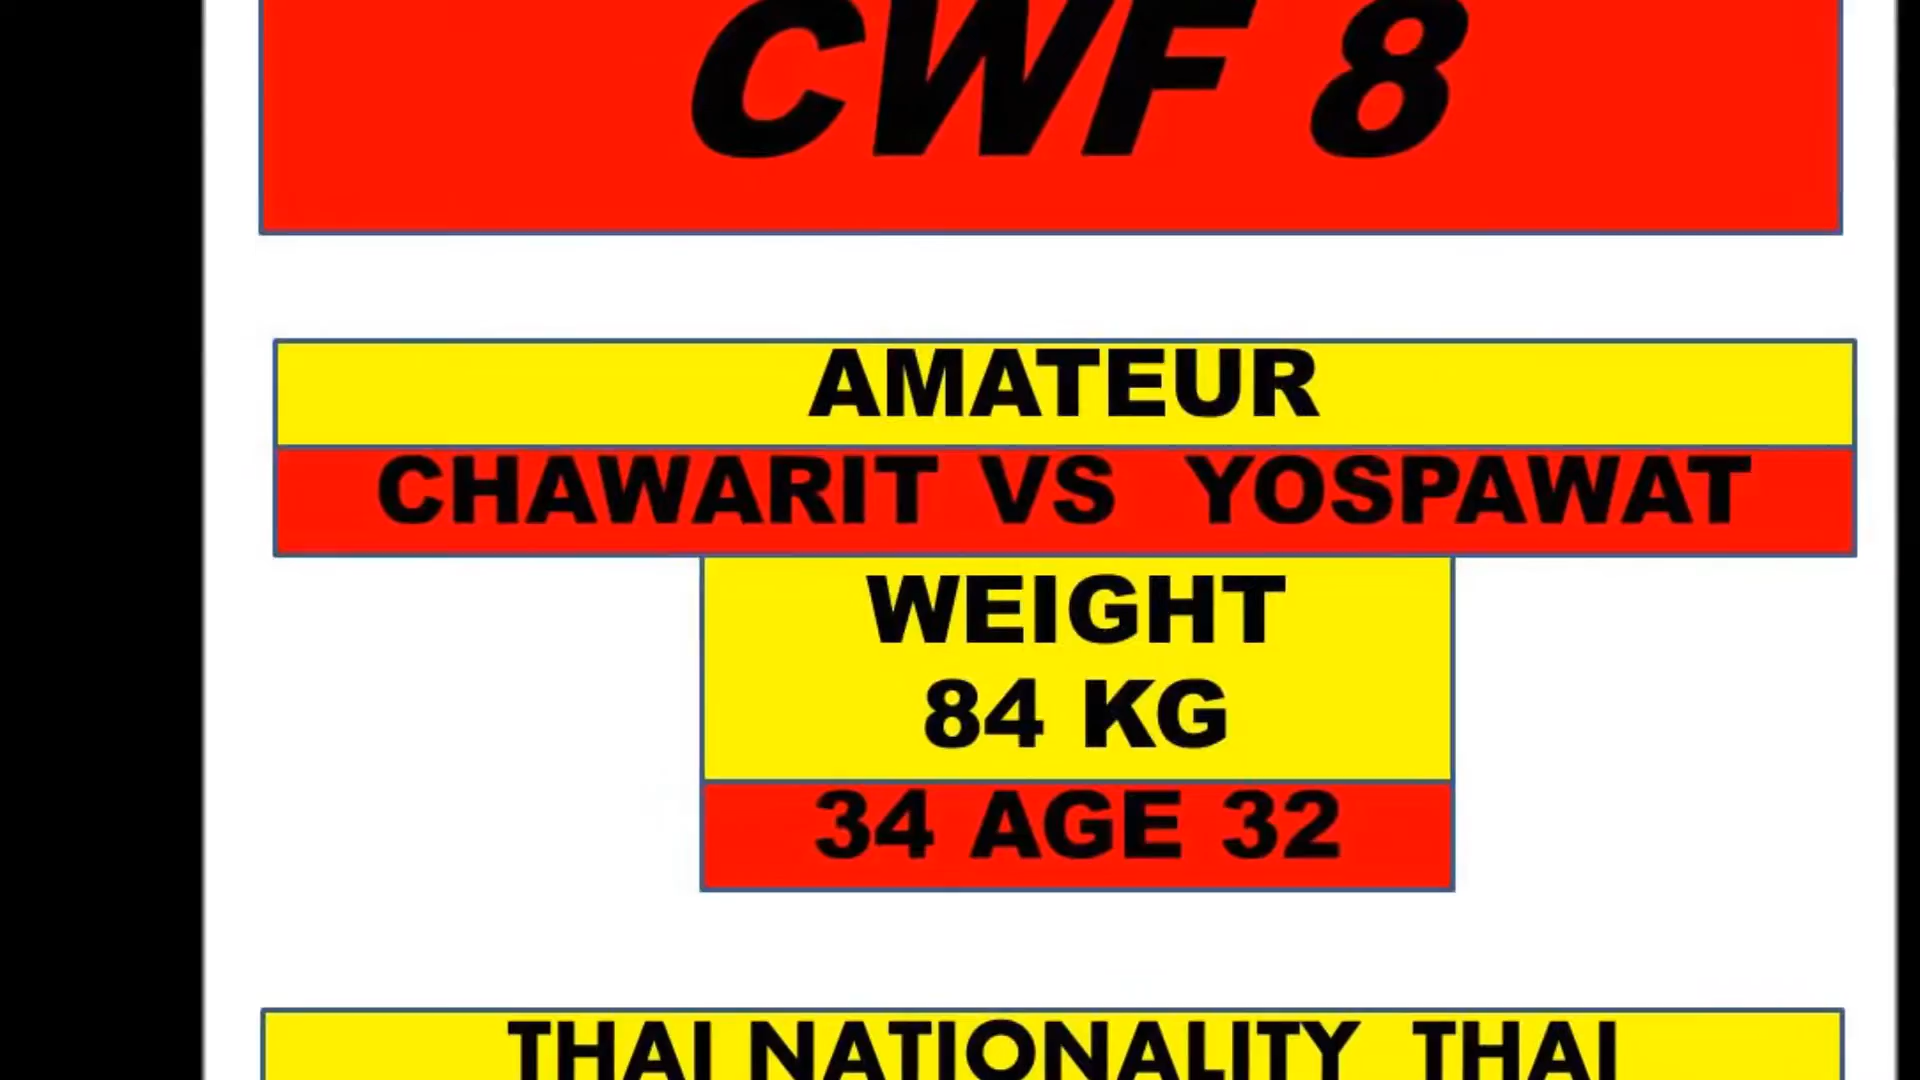 CWF 8
AMATEUR
CHAWARIT VS YOSPAWAT
WEIGHT
84 KG
34 AGE 32
THAI NATIONALITY THAI